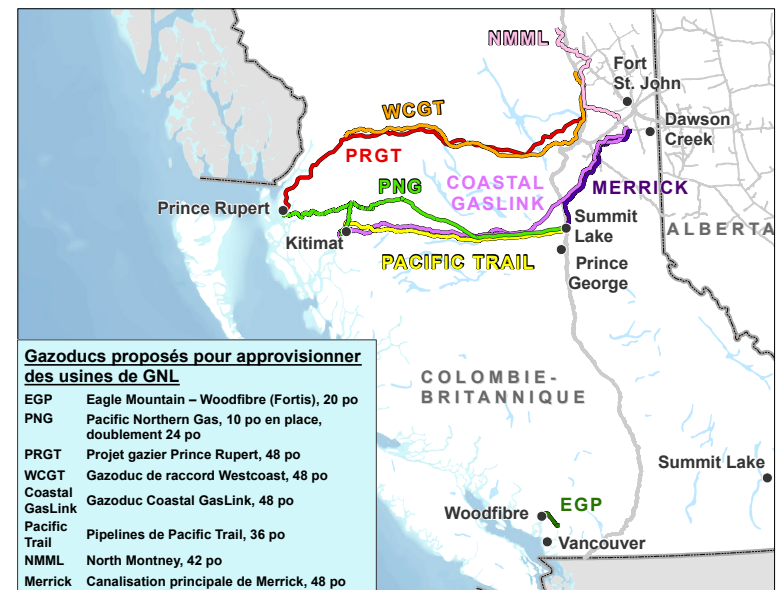 NMML
Fort
St. John
WCGT
Dawson
Creek
PRGT
PNG
COASTAL
GASLINK
MERRICK
Prince Rupert
Summit
Lake
ALBERTA
Kitimat
PACIFIC TRAIL
Prince
George
Gazoducs proposés pour approvisionner
des usines de GNL
EGP Eagle Mountain – Woodfibre (Fortis), 20 po
PNG Pacific Northern Gas, 10 po en place,
doublement 24 po
PRGT Projet gazier Prince Rupert, 48 po
WCGT Gazoduc de raccord Westcoast, 48 po
Coastal
GasLink Gazoduc Coastal GasLink, 48 po
Pacific
Trail Pipelines de Pacific Trail, 36 po
NMML North Montney, 42 po
Merrick Canalisation principale de Merrick, 48 po
COLOMBIE-
BRITANNIQUE
Summit Lake
EGP
Woodfibre
Vancouver